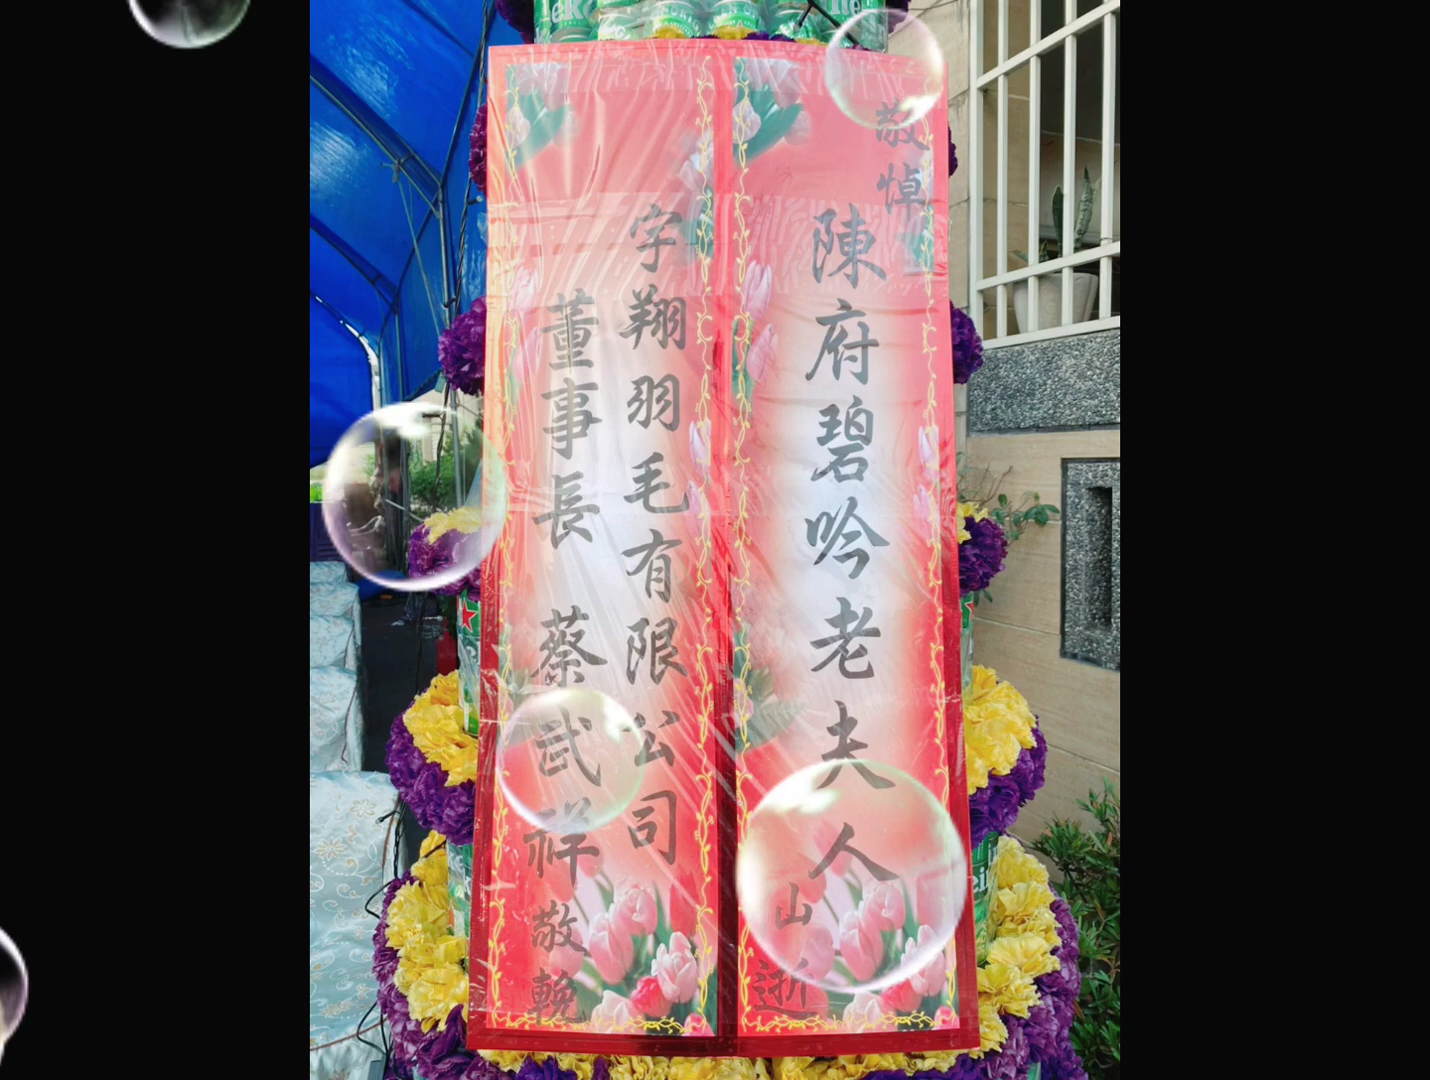 敬悼
陳府碧吟老夫人
仙逝
宇翔羽毛有限公司
董事長 蔡武祥
敬輓